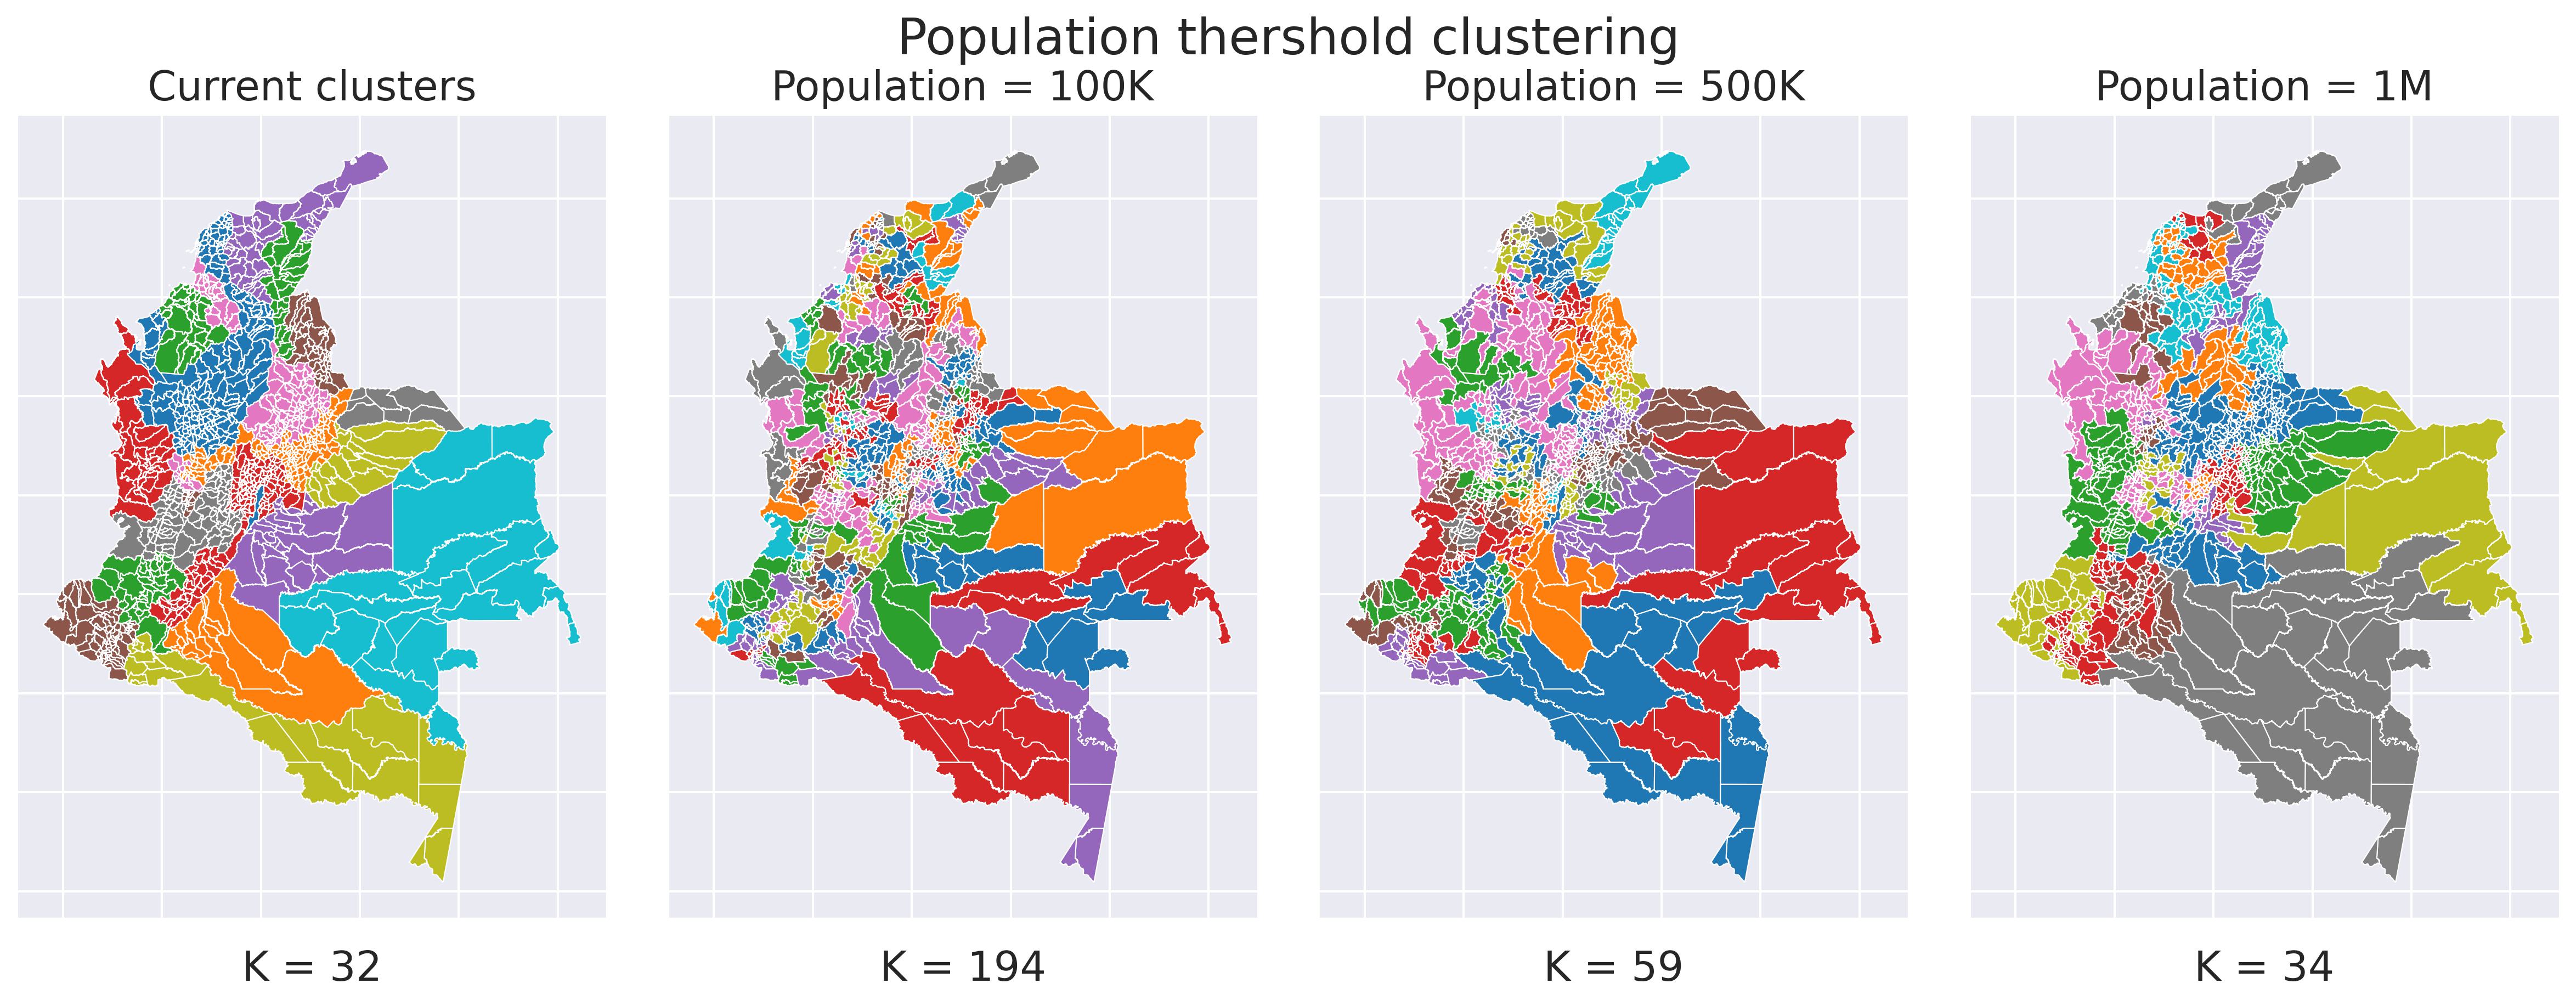 Population thershold clustering
Current clusters
Population = 100K
Population = 500K
Population = 1M
K = 32
K = 194
K = 59
K = 34